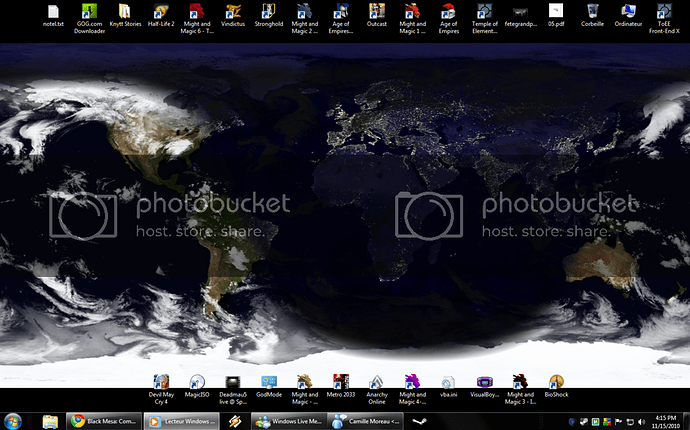 notel.txt
GOG.com Downloader
Knytt Stories
Half-Life 2
Might and Magic 6 - T...
Vindictus
Stronghold
Might and Magic 2 ...
Age of Empires...
Outcast
Might and Magic 1 ...
Age of Empires
Temple of Element...
fetegrandp...
05.pdf
Corbeille
Ordinateur
ToEE Front-End X
photobucket
host. store. share.
photobucket
host. store. share.
Devil May Cry 4
MagicISO
Deadmau5 live @ Sp...
GodMode
Might and Magic - ...
Metro 2033
Anarchy Online
Might and Magic 4- ...
vba.ini
VisualBoy...
Might and Magic 3 - I...
BioShock
Black Mesa: Com...
Lecteur Windows ...
Windows Live Me...
Camille Moreau <...
4:15 PM
11/15/2010